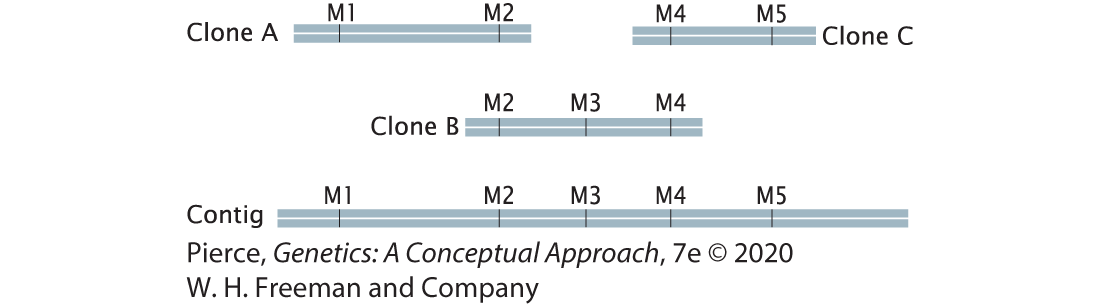 M1 M2 M4 M5
Clone A Clone C
M2 M3 M4
Clone B
M1 M2 M3 M4 M5
Contig
Pierce, Genetics: A Conceptual Approach, 7e © 2020
W. H. Freeman and Company